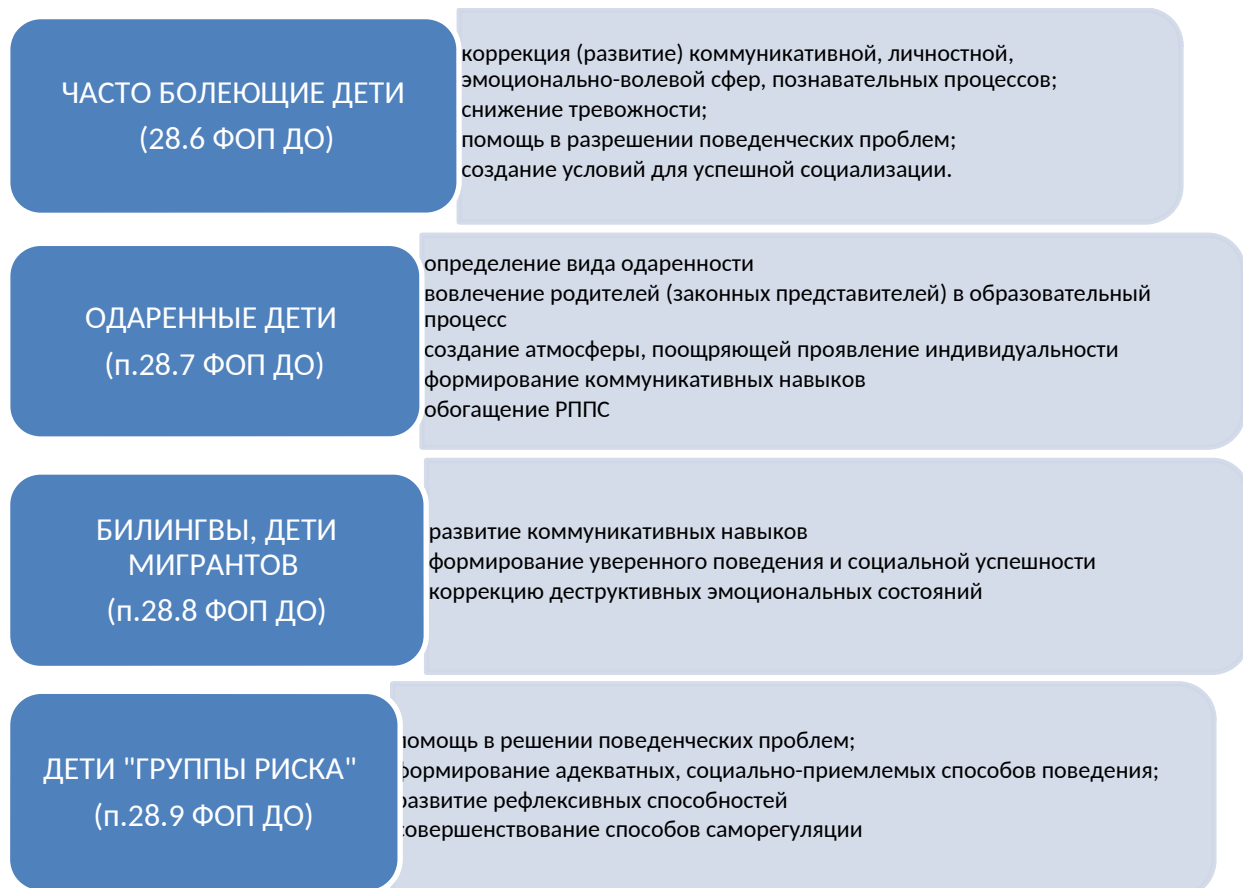 ЧАСТО БОЛЕЮЩИЕ ДЕТИ
(28.6 ФОП ДО)
коррекция (развитие) коммуникативной, личностной,
эмоционально-волевой сфер, познавательных процессов;
снижение тревожности;
помощь в разрешении поведенческих проблем;
создание условий для успешной социализации.
ОДАРЕННЫЕ ДЕТИ
(п.28.7 ФОП ДО)
определение вида одаренности
вовлечение родителей (законных представителей) в образовательный
процесс
создание атмосферы, поощряющей проявление индивидуальности
формирование коммуникативных навыков
обогащение РППС
БИЛИНГВЫ, ДЕТИ
МИГРАНТОВ
(п.28.8 ФОП ДО)
развитие коммуникативных навыков
формирование уверенного поведения и социальной успешности
коррекцию деструктивных эмоциональных состояний
ДЕТИ "ГРУППЫ РИСКА"
(п.28.9 ФОП ДО)
помощь в решении поведенческих проблем;
формирование адекватных, социально-приемлемых способов поведения;
развитие рефлексивных способностей
совершенствование способов саморегуляции